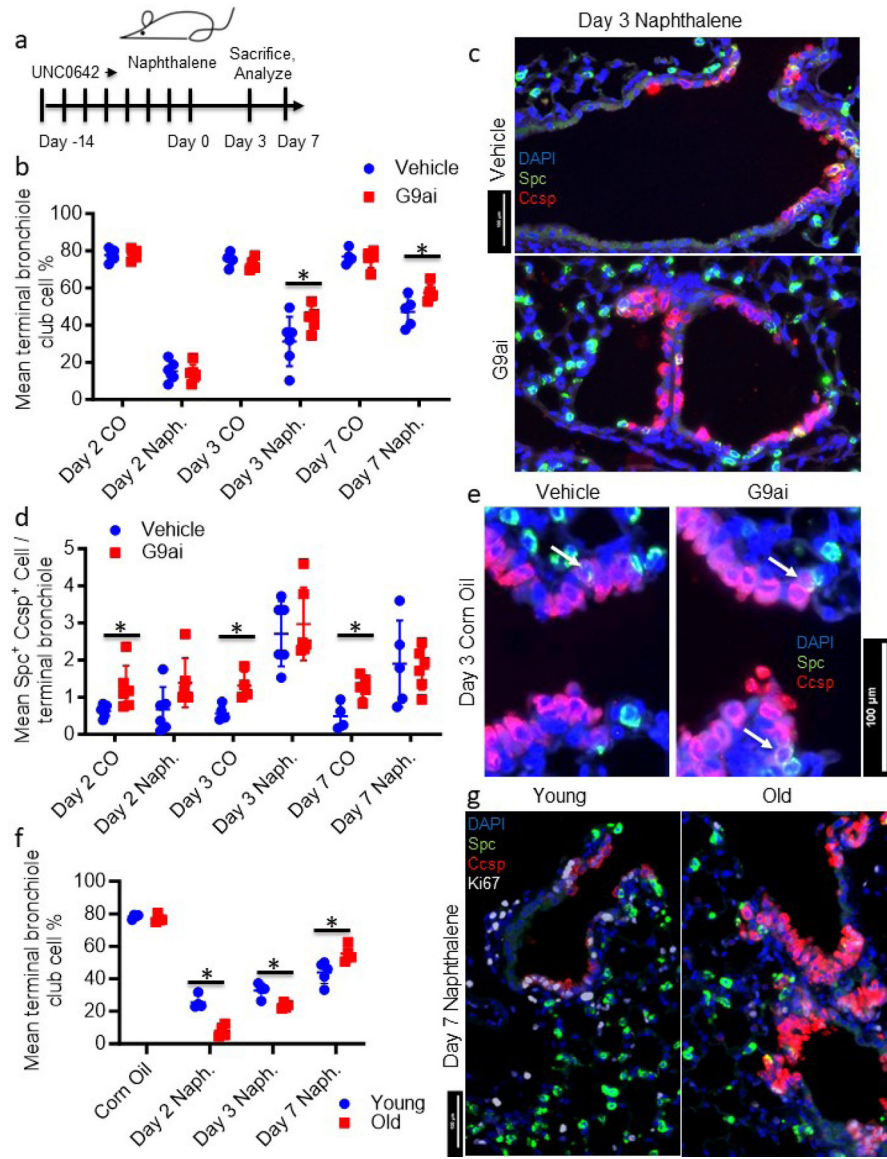 a
UNC0642
Naphthalene
Sacrifice,
Analyze
Day -14
Day 0
Day 3
Day 7
b
Vehicle
G9ai
Mean terminal bronchiole
club cell %
100
80
60
40
20
0
*
*
Day 2 CO
Day 2 Naph.
Day 3 CO
Day 3 Naph.
Day 7 CO
Day 7 Naph.
c
Day 3 Naphthalene
Vehicle
DAPI
Spc
Ccsp
100 µm
G9ai
d
Vehicle
G9ai
Mean Spc+ Ccsp+ Cell /
terminal bronchiole
5
4
3
2
1
0
*
*
*
Day 2 CO
Day 2 Naph.
Day 3 CO
Day 3 Naph.
Day 7 CO
Day 7 Naph.
e
Vehicle
G9ai
Day 3 Corn Oil
DAPI
Spc
Ccsp
100 µm
f
Mean terminal bronchiole
club cell %
100
80
60
40
20
0
*
*
*
Corn Oil
Day 2 Naph.
Day 3 Naph.
Day 7 Naph.
Young
Old
g
Young
Old
Day 7 Naphthalene
DAPI
Spc
Ccsp
Ki67
100 µm